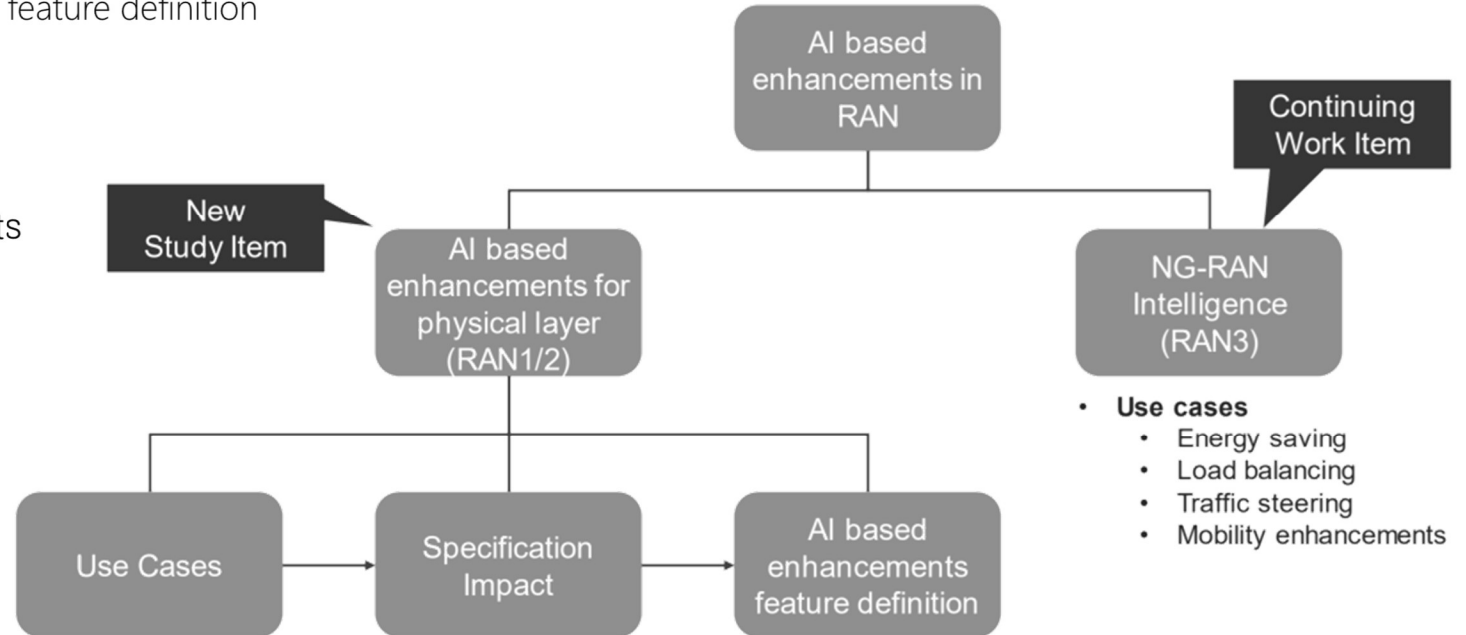 feature definition
AI based
enhancements in
RAN
Continuing
Work Item
New
Study Item
ts
AI based
enhancements for
physical layer
(RAN1/2)
NG-RAN
Intelligence
(RAN3)
• Use cases
• Energy saving
• Load balancing
• Traffic steering
• Mobility enhancements
Use Cases
Specification
Impact
AI based
enhancements
feature definition